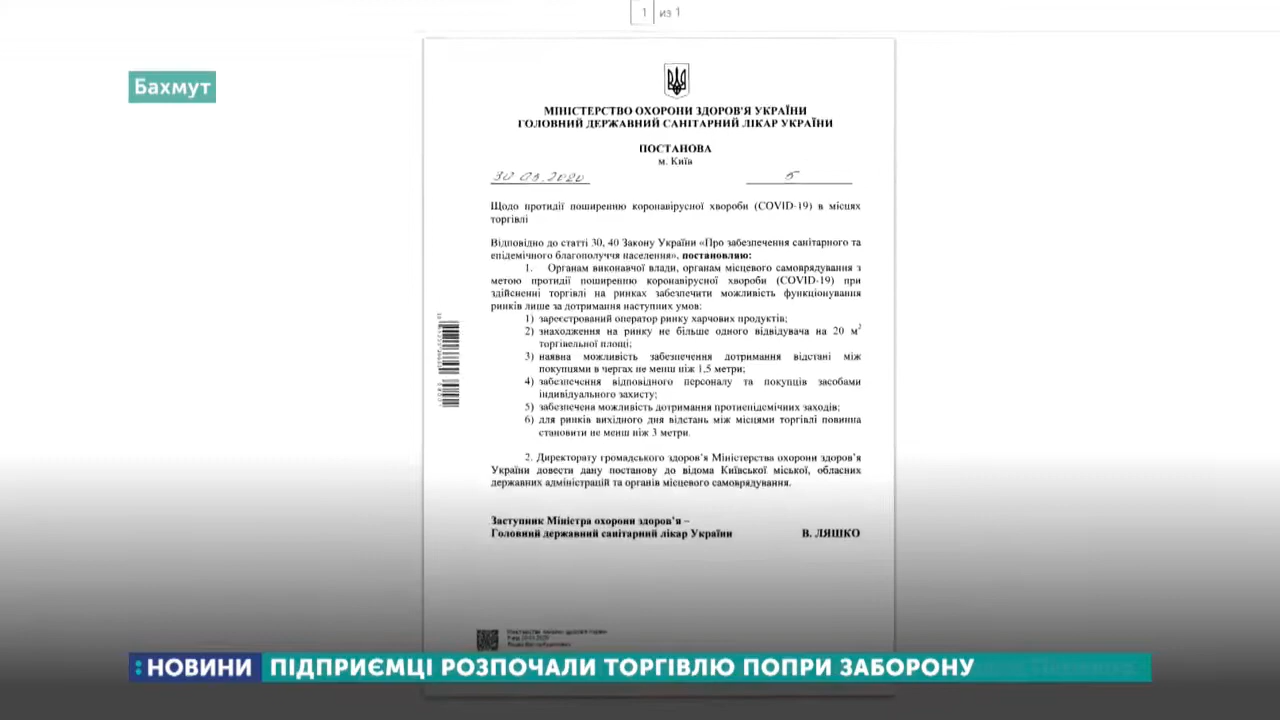 1 из 1
Бахмут
МІНІСТЕРСТВО ОХОРОНИ ЗДОРОВ'Я УКРАЇНИ
ГОЛОВНИЙ ДЕРЖАВНИЙ САНІТАРНИЙ ЛІКАР УКРАЇНИ
ПОСТАНОВА
м. Київ
30 03.2020 5
Щодо протидії поширенню коронавірусної хвороби (COVID-19) в місцях
торгівлі
Відповідно до статті 30, 40 Закону України «Про забезпечення санітарного та
епідемічного благополуччя населення», постановляю:
1. Органам виконавчої влади, органам місцевого самоврядування з
метою протидії поширенню коронавірусної хвороби (COVID-19) при
здійсненні торгівлі на ринках забезпечити можливість функціонування
ринків лише за дотримання наступних умов:
1) зареєстрований оператор ринку харчових продуктів;
2) знаходження на ринку не більше одного відвідувача на 20 м²
торгівельної площі;
3) наявна можливість забезпечення дотримання відстані між
покупцями в чергах не менш ніж 1,5 метри;
4) забезпечення відповідного персоналу та покупців засобами
індивідуального захисту;
5) забезпечена можливість дотримання протиепідемічних заходів;
6) для ринків вихідного дня відстань між місцями торгівлі повинна
становити не менш ніж 3 метри.
2. Директорату громадського здоров'я Міністерства охорони здоров'я
України довести дану постанову до відома Київської міської, обласних
державних адміністрацій та органів місцевого самоврядування.
Заступник Міністра охорони здоров'я –
Головний державний санітарний лікар України В. ЛЯШКО
НОВИНИ ПІДПРИЄМЦІ РОЗПОЧАЛИ ТОРГІВЛЮ ПОПРИ ЗАБОРОНУ